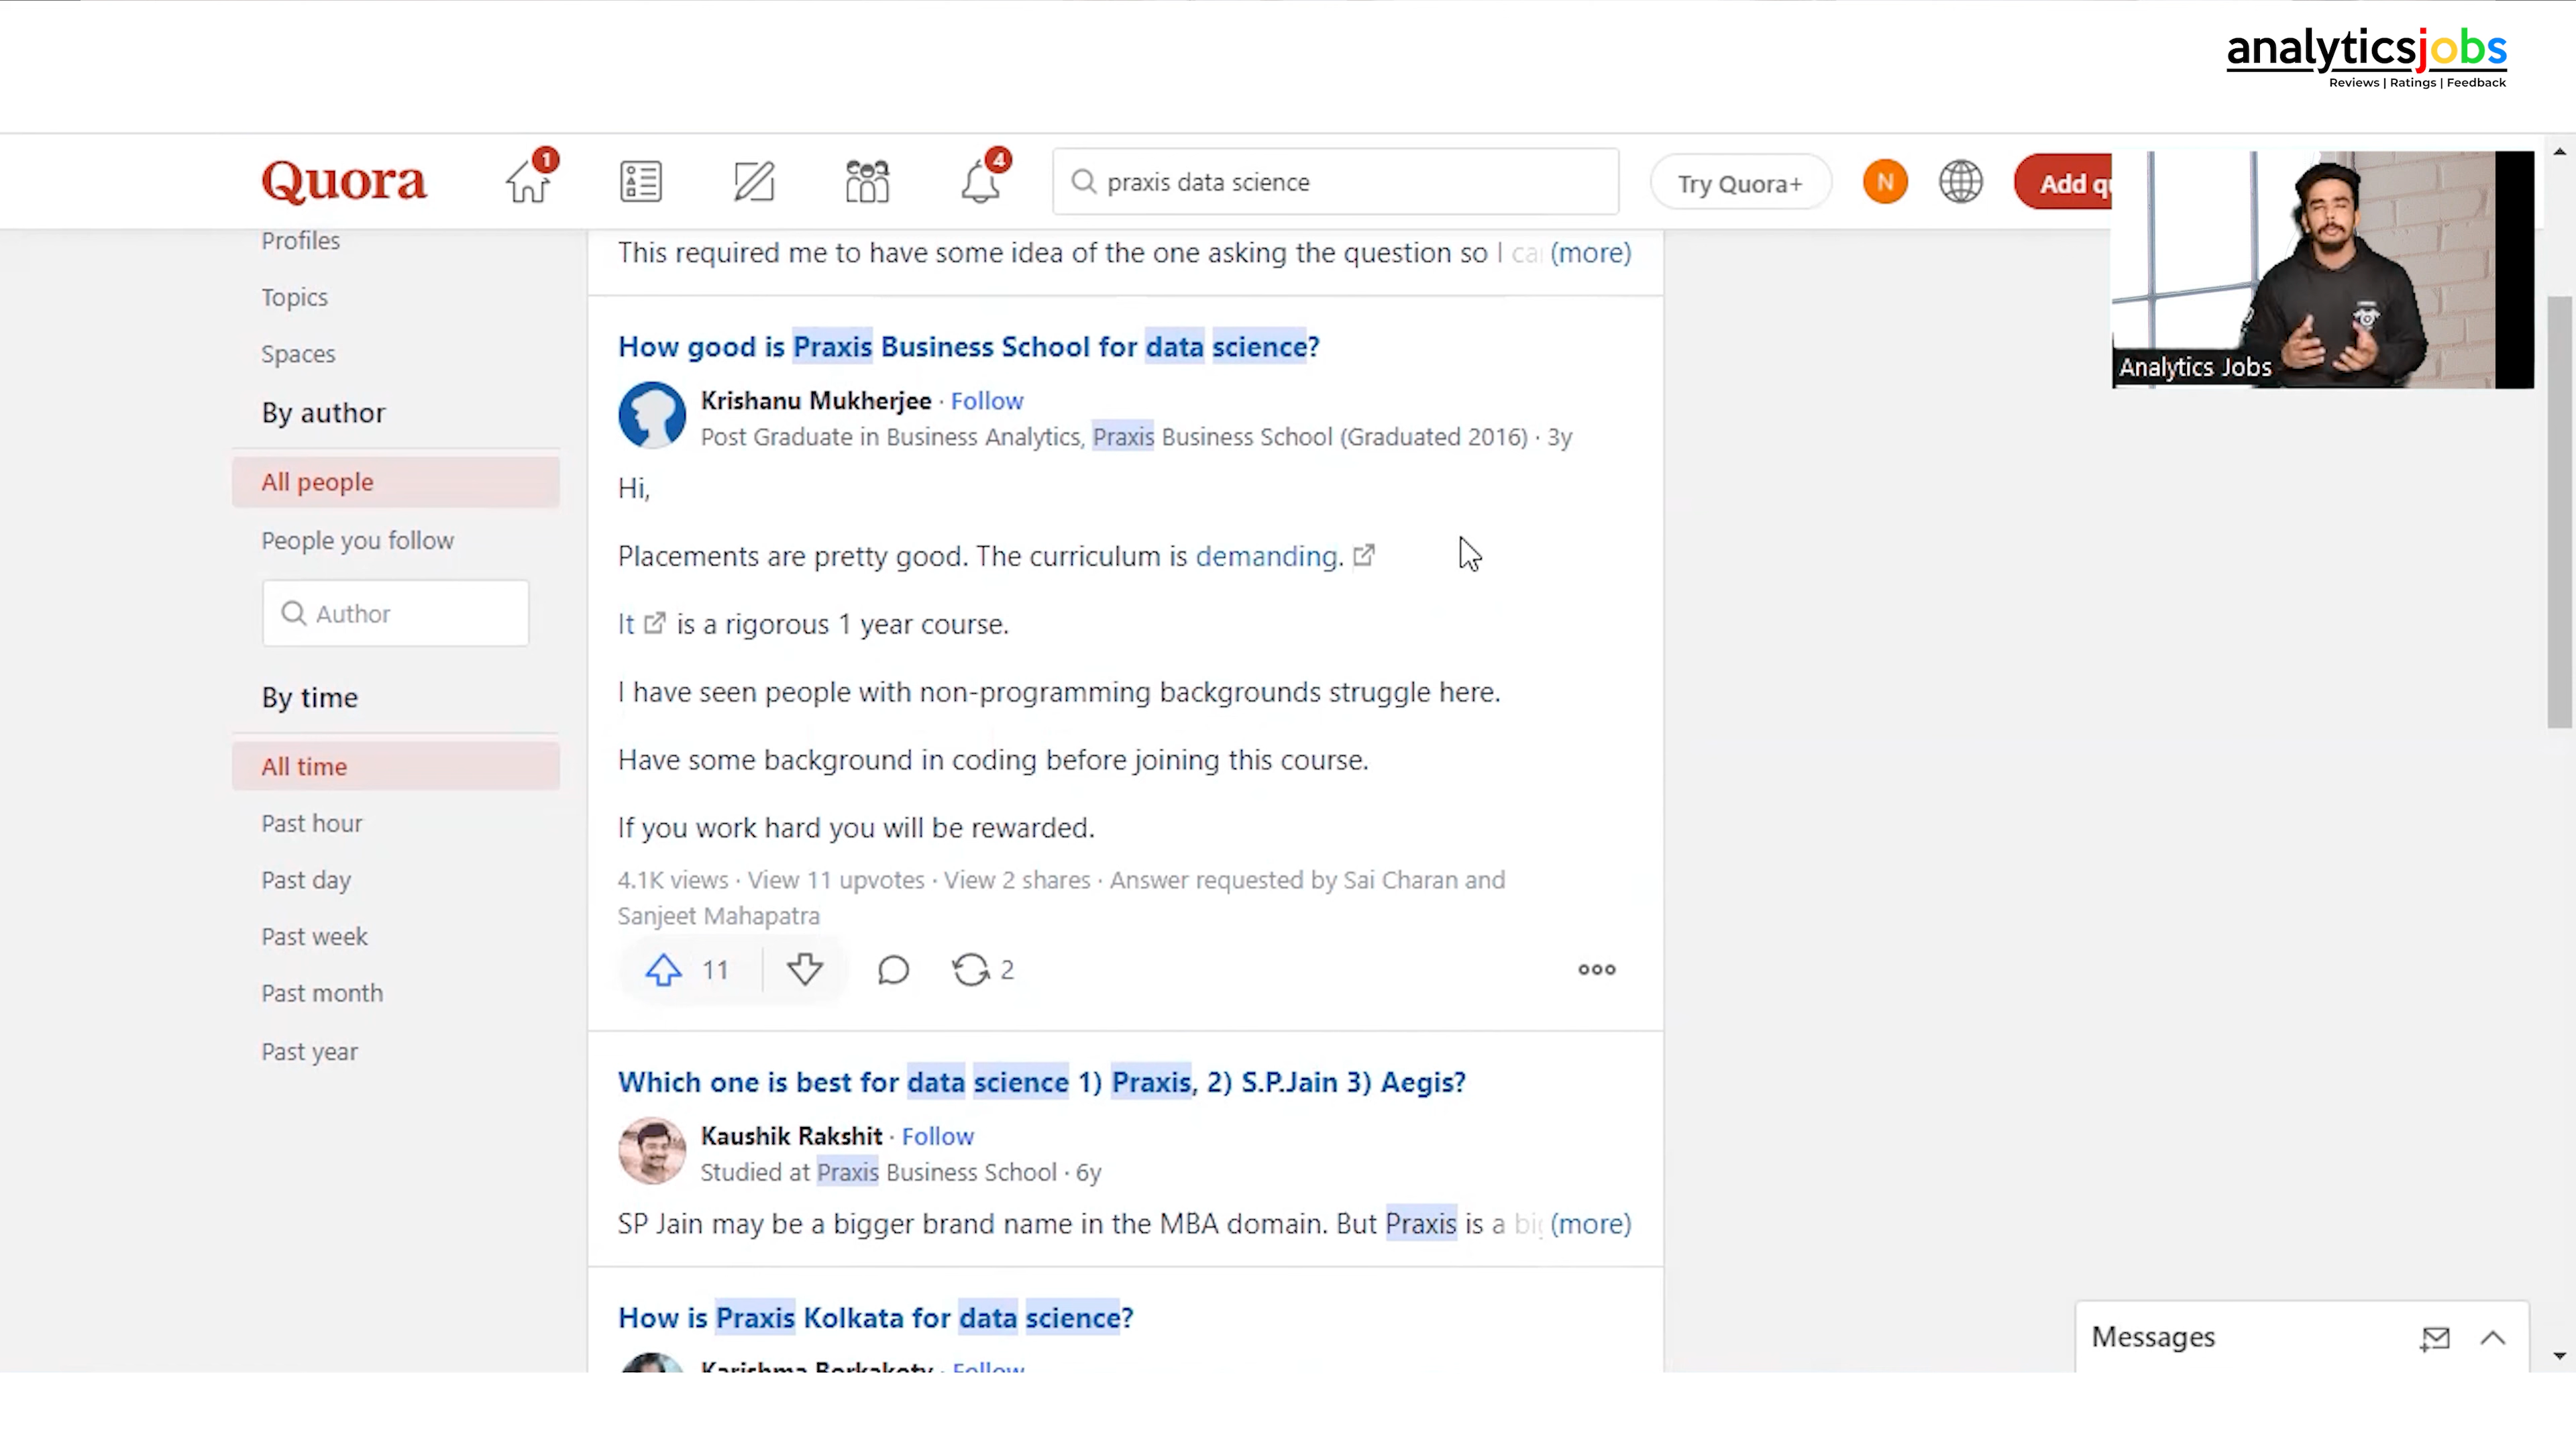 analyticsjobs
Reviews | Ratings | Feedback
Quora
1
4
praxis data science
Try Quora+
N
Add
Analytics Jobs
Profiles
Topics
Spaces
By author
All people
People you follow
Author
By time
All time
Past hour
Past day
Past week
Past month
Past year
This required me to have some idea of the one asking the question so I (more)
How good is Praxis Business School for data science?
Krishanu Mukherjee · Follow
Post Graduate in Business Analytics, Praxis Business School (Graduated 2016) · 3y
Hi,
Placements are pretty good. The curriculum is demanding.
It is a rigorous 1 year course.
I have seen people with non-programming backgrounds struggle here.
Have some background in coding before joining this course.
If you work hard you will be rewarded.
4.1K views · View 11 upvotes · View 2 shares · Answer requested by Sai Charan and
Sanjeet Mahapatra
11
2
Which one is best for data science 1) Praxis, 2) S.P.Jain 3) Aegis?
Kaushik Rakshit · Follow
Studied at Praxis Business School · 6y
SP Jain may be a bigger brand name in the MBA domain. But Praxis is a (more)
How is Praxis Kolkata for data science?
Karishma Borkakoty · Follow
Messages